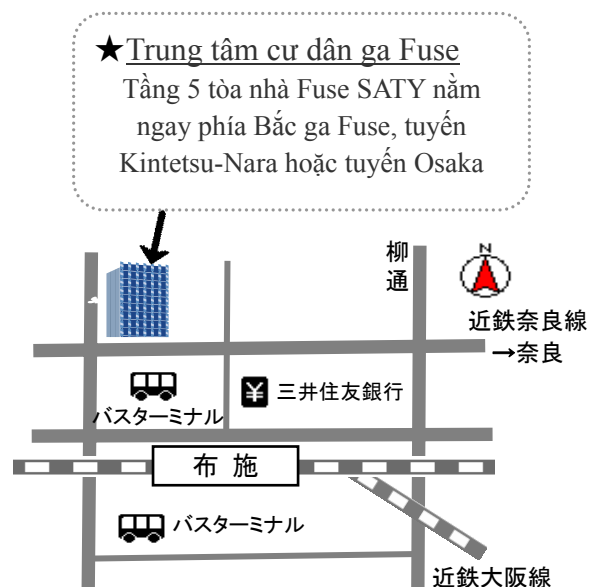 ★Trung tâm cư dân ga Fuse
Tầng 5 tòa nhà Fuse SATY nằm
ngay phía Bắc ga Fuse, tuyến
Kintetsu-Nara hoặc tuyến Osaka
柳通
N
近鉄奈良線
→奈良
バスターミナル
¥ 三井住友銀行
布 施
バスターミナル
近鉄大阪線